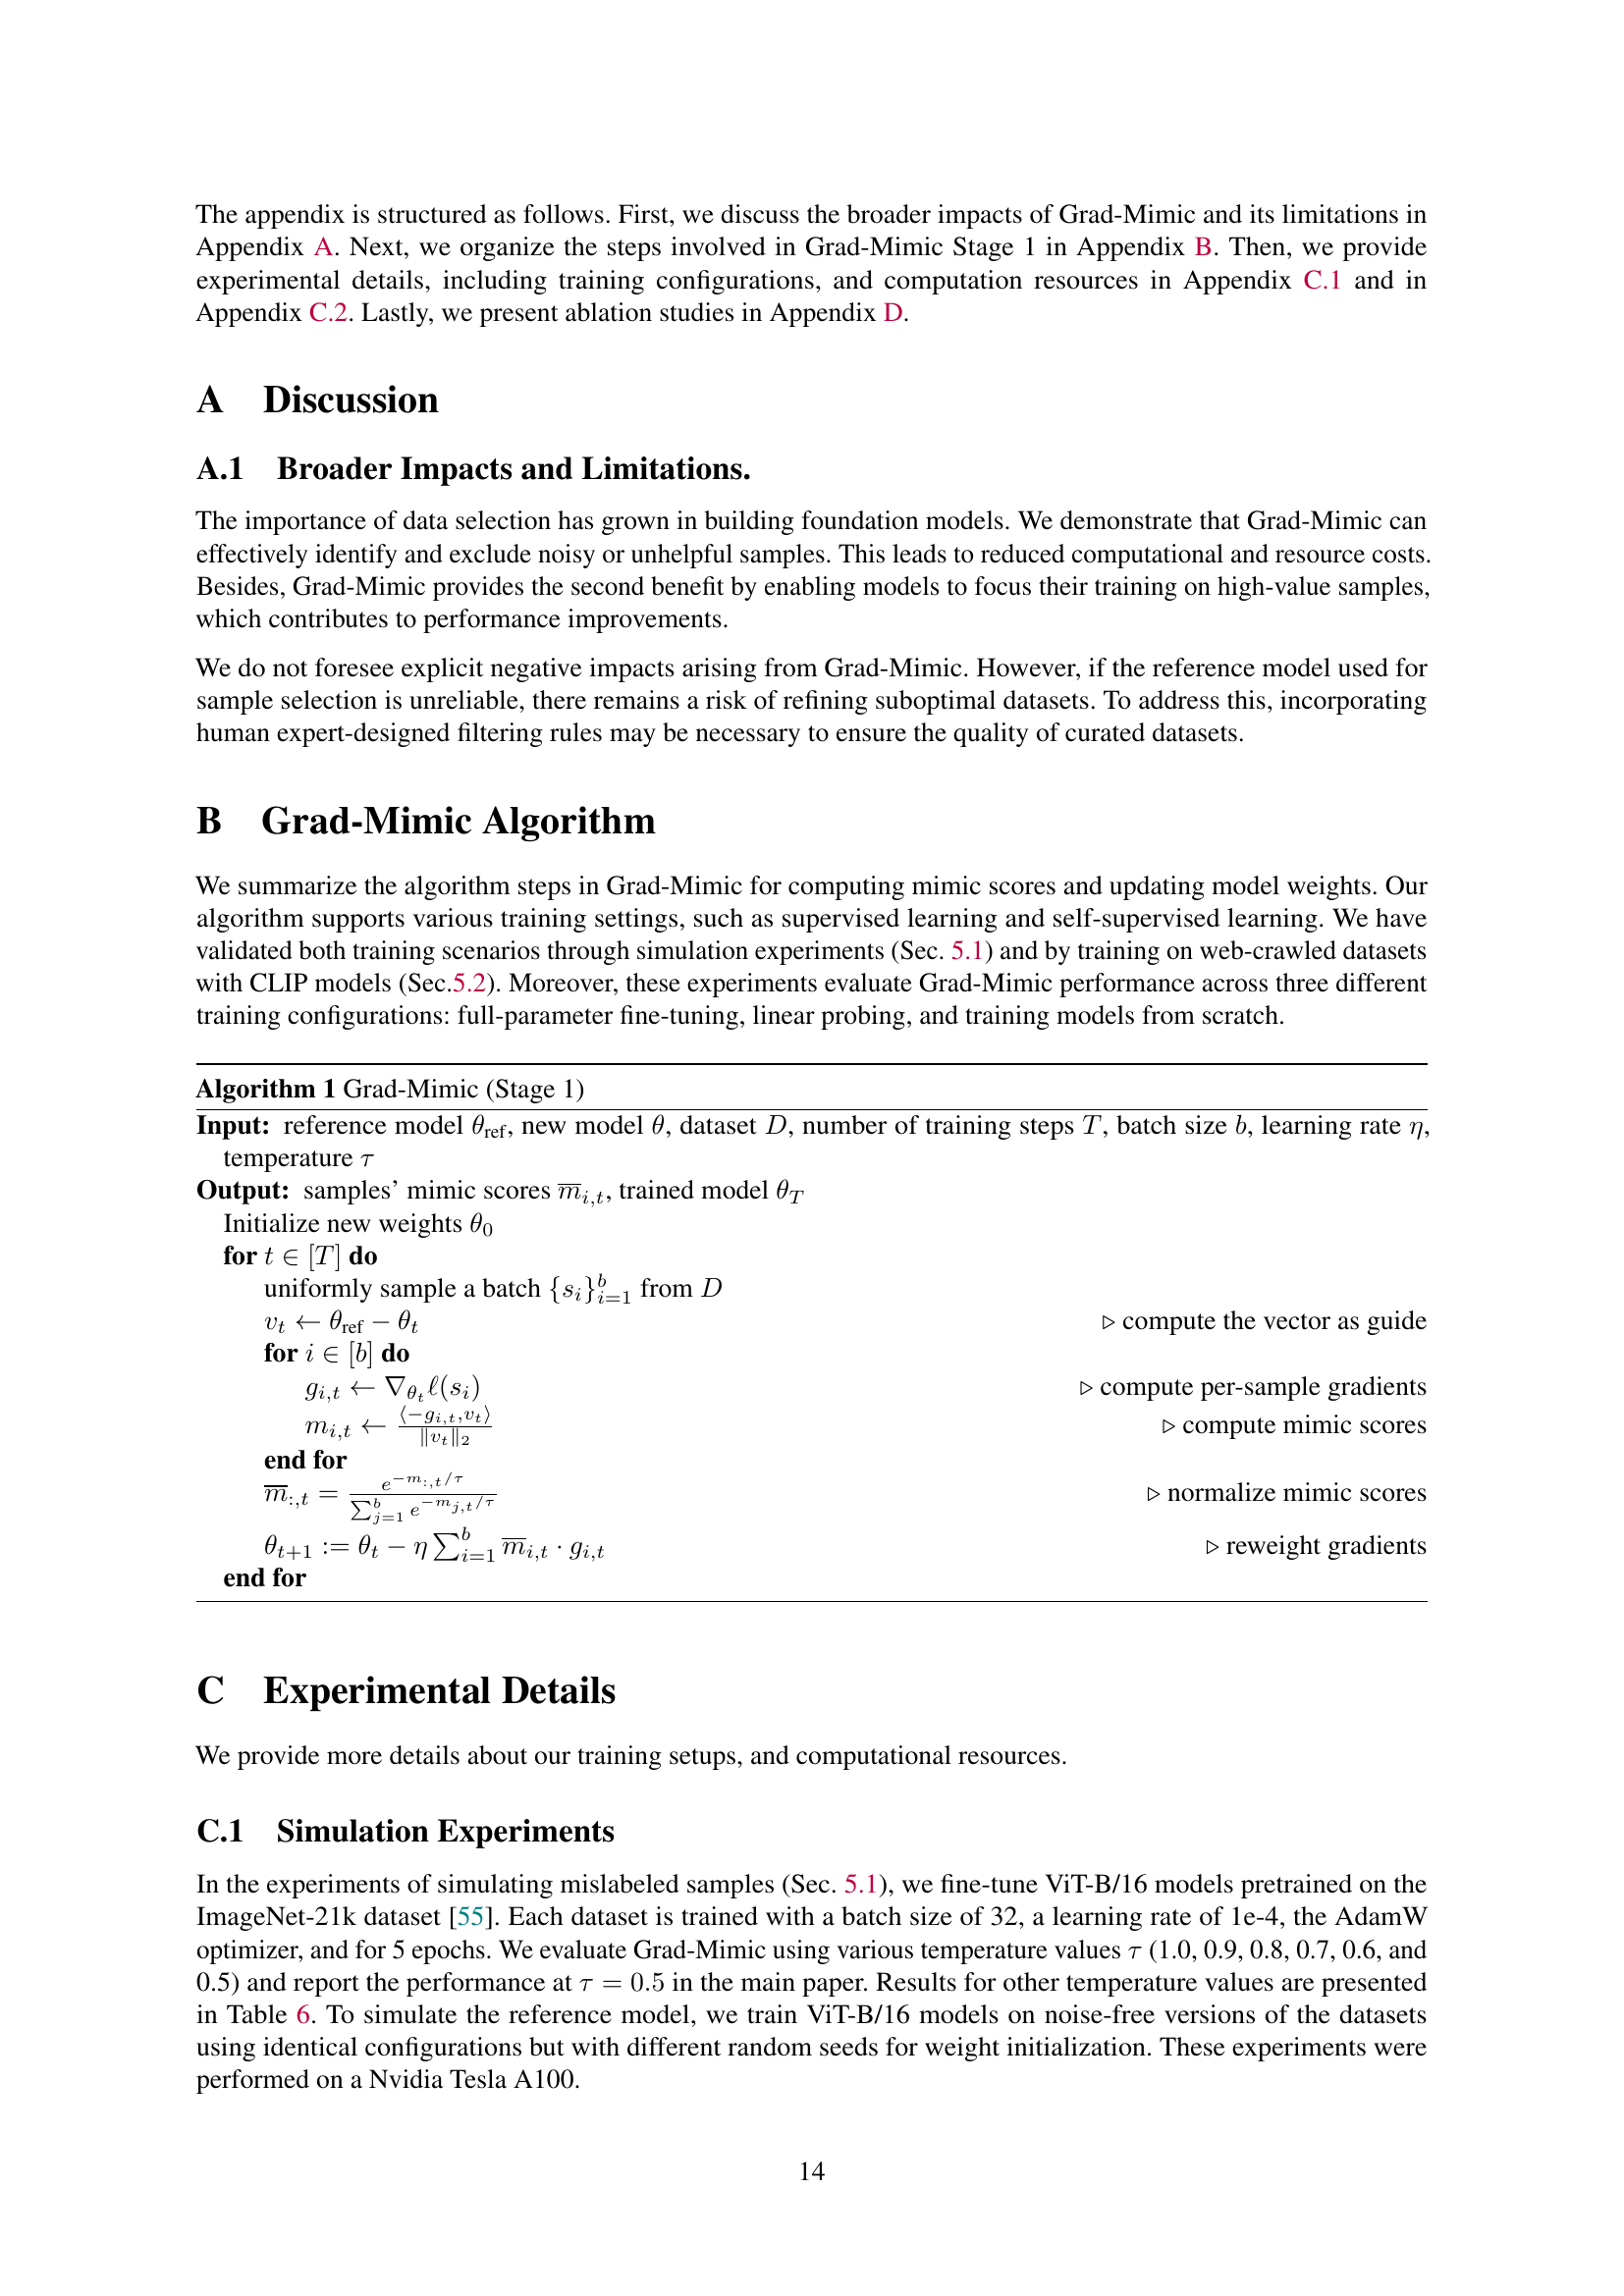 The appendix is structured as follows. First, we discuss the broader impacts of Grad-Mimic and its limitations in
Appendix A. Next, we organize the steps involved in Grad-Mimic Stage 1 in Appendix B. Then, we provide
experimental details, including training configurations, and computation resources in Appendix C.1 and in
Appendix C.2. Lastly, we present ablation studies in Appendix D.
A Discussion
A.1 Broader Impacts and Limitations.
The importance of data selection has grown in building foundation models. We demonstrate that Grad-Mimic can
effectively identify and exclude noisy or unhelpful samples. This leads to reduced computational and resource costs.
Besides, Grad-Mimic provides the second benefit by enabling models to focus their training on high-value samples,
which contributes to performance improvements.
We do not foresee explicit negative impacts arising from Grad-Mimic. However, if the reference model used for
sample selection is unreliable, there remains a risk of refining suboptimal datasets. To address this, incorporating
human expert-designed filtering rules may be necessary to ensure the quality of curated datasets.
B Grad-Mimic Algorithm
We summarize the algorithm steps in Grad-Mimic for computing mimic scores and updating model weights. Our
algorithm supports various training settings, such as supervised learning and self-supervised learning. We have
validated both training scenarios through simulation experiments (Sec. 5.1) and by training on web-crawled datasets
with CLIP models (Sec.5.2). Moreover, these experiments evaluate Grad-Mimic performance across three different
training configurations: full-parameter fine-tuning, linear probing, and training models from scratch.
Algorithm 1 Grad-Mimic (Stage 1)
Input: reference model $\theta_{\text{ref}}$, new model $\theta$, dataset $D$, number of training steps $T$, batch size $b$, learning rate $\eta$,
temperature $\tau$
Output: samples' mimic scores $\overline{m}_{i,t}$, trained model $\theta_T$
Initialize new weights $\theta_0$
for $t \in [T]$ do
uniformly sample a batch $\{s_i\}_{i=1}^{b}$ from $D$
$v_t \leftarrow \theta_{\text{ref}} - \theta_t$ ▷ compute the vector as guide
for $i \in [b]$ do
$g_{i,t} \leftarrow \nabla_{\theta_t} \ell(s_i)$ ▷ compute per-sample gradients
$m_{i,t} \leftarrow \frac{\langle -g_{i,t}, v_t \rangle}{\|v_t\|_2}$ ▷ compute mimic scores
end for
$\overline{m}_{:,t} = \frac{e^{-m_{:,t}/\tau}}{\sum_{j=1}^{b} e^{-m_{j,t}/\tau}}$ ▷ normalize mimic scores
$\theta_{t+1} := \theta_t - \eta \sum_{i=1}^{b} \overline{m}_{i,t} \cdot g_{i,t}$ ▷ reweight gradients
end for
C Experimental Details
We provide more details about our training setups, and computational resources.
C.1 Simulation Experiments
In the experiments of simulating mislabeled samples (Sec. 5.1), we fine-tune ViT-B/16 models pretrained on the
ImageNet-21k dataset [55]. Each dataset is trained with a batch size of 32, a learning rate of 1e-4, the AdamW
optimizer, and for 5 epochs. We evaluate Grad-Mimic using various temperature values $\tau$ (1.0, 0.9, 0.8, 0.7, 0.6, and
0.5) and report the performance at $\tau = 0.5$ in the main paper. Results for other temperature values are presented
in Table 6. To simulate the reference model, we train ViT-B/16 models on noise-free versions of the datasets
using identical configurations but with different random seeds for weight initialization. These experiments were
performed on a Nvidia Tesla A100.
14